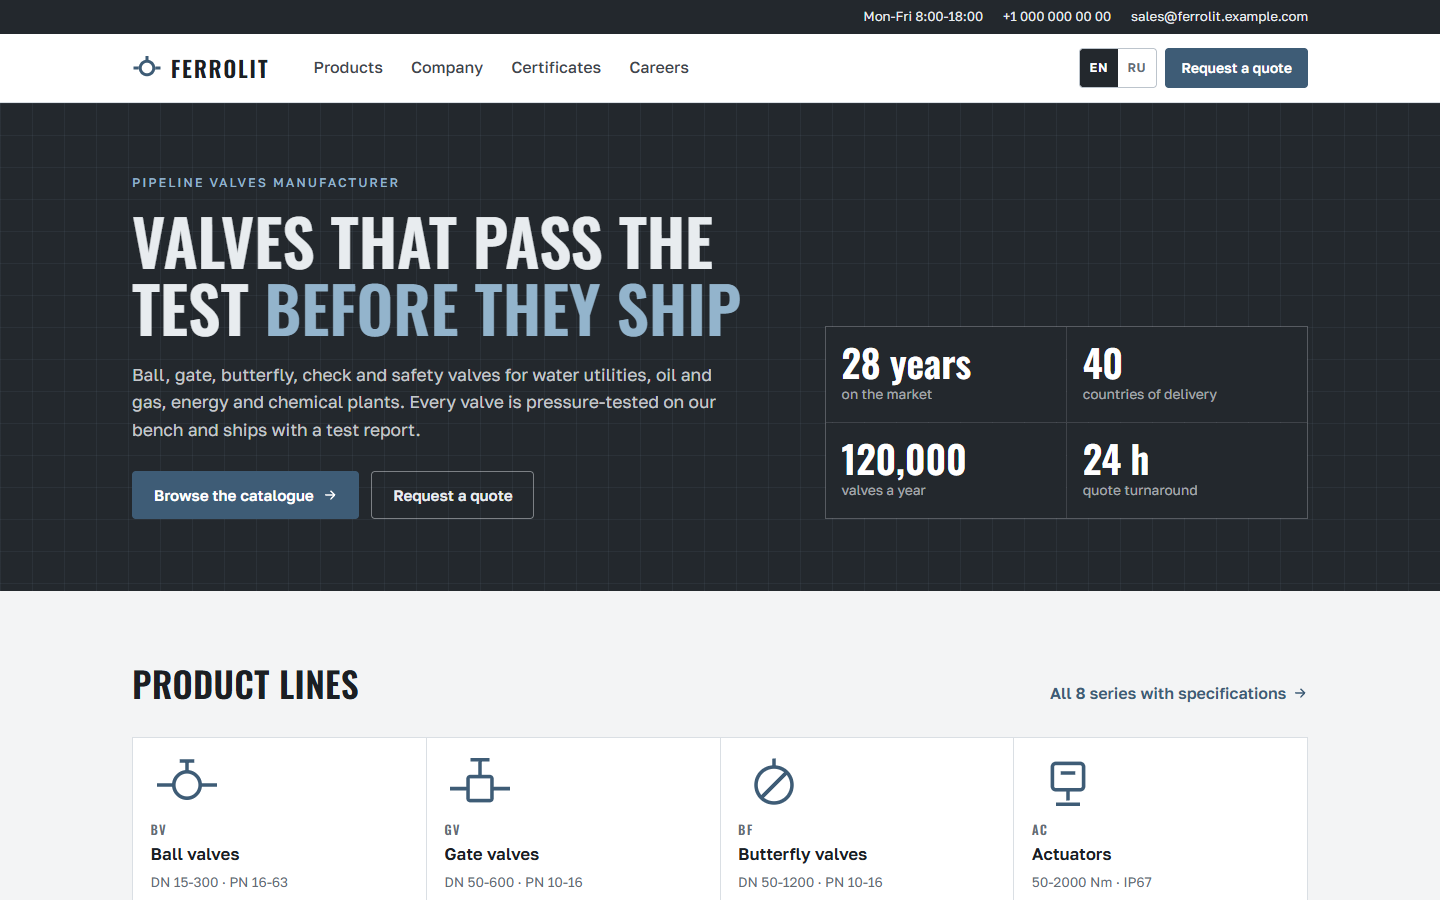 Mon-Fri 8:00-18:00 +1 000 000 00 00 sales@ferrolit.example.com
FERROLIT Products Company Certificates Careers EN RU Request a quote
PIPELINE VALVES MANUFACTURER
VALVES THAT PASS THE
TEST BEFORE THEY SHIP
Ball, gate, butterfly, check and safety valves for water utilities, oil and
gas, energy and chemical plants. Every valve is pressure-tested on our
bench and ships with a test report.
Browse the catalogue → Request a quote
28 years
on the market
40
countries of delivery
120,000
valves a year
24 h
quote turnaround
PRODUCT LINES
All 8 series with specifications →
BV
Ball valves
DN 15-300 · PN 16-63
GV
Gate valves
DN 50-600 · PN 10-16
BF
Butterfly valves
DN 50-1200 · PN 10-16
AC
Actuators
50-2000 Nm · IP67